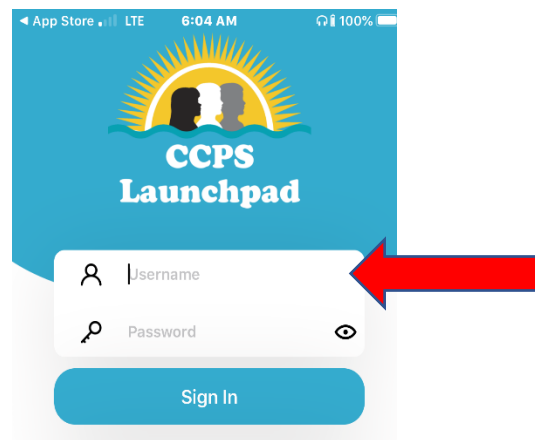 ◀ App Store LTE 6:04 AM 100%
CCPS
Launchpad
Username
Password
Sign In